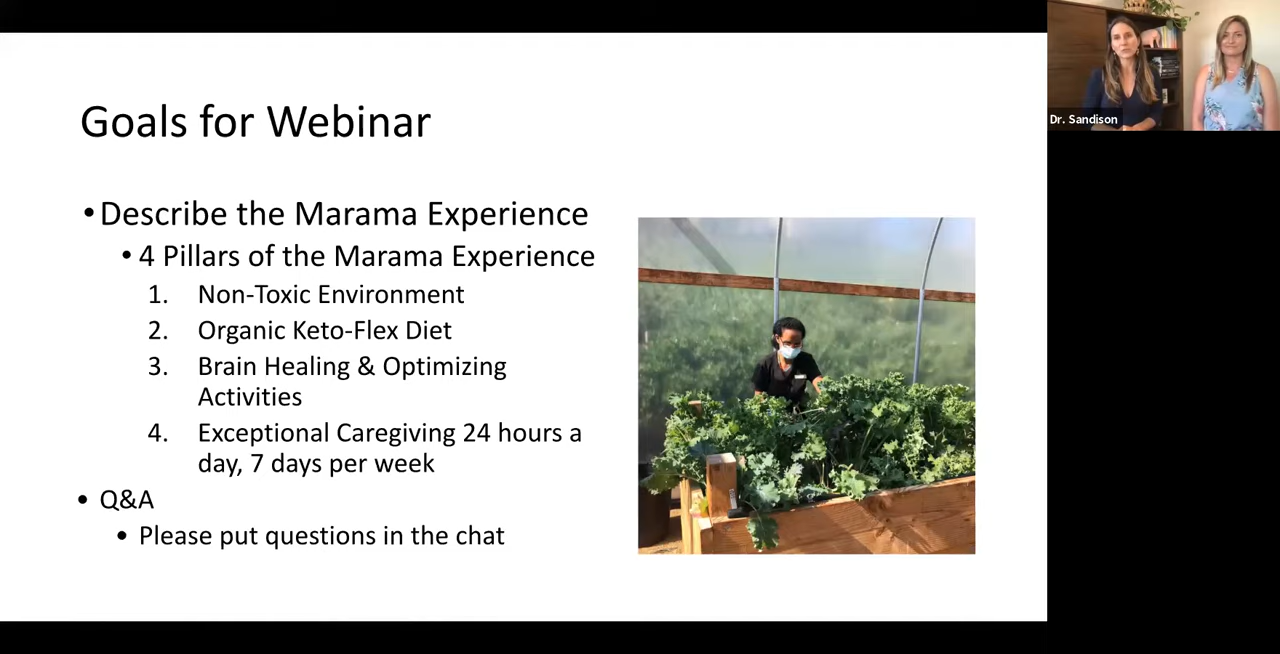 Goals for Webinar
•Describe the Marama Experience
• 4 Pillars of the Marama Experience
1. Non-Toxic Environment
2. Organic Keto-Flex Diet
3. Brain Healing & Optimizing
Activities
4. Exceptional Caregiving 24 hours a
day, 7 days per week
• Q&A
• Please put questions in the chat
Dr. Sandison